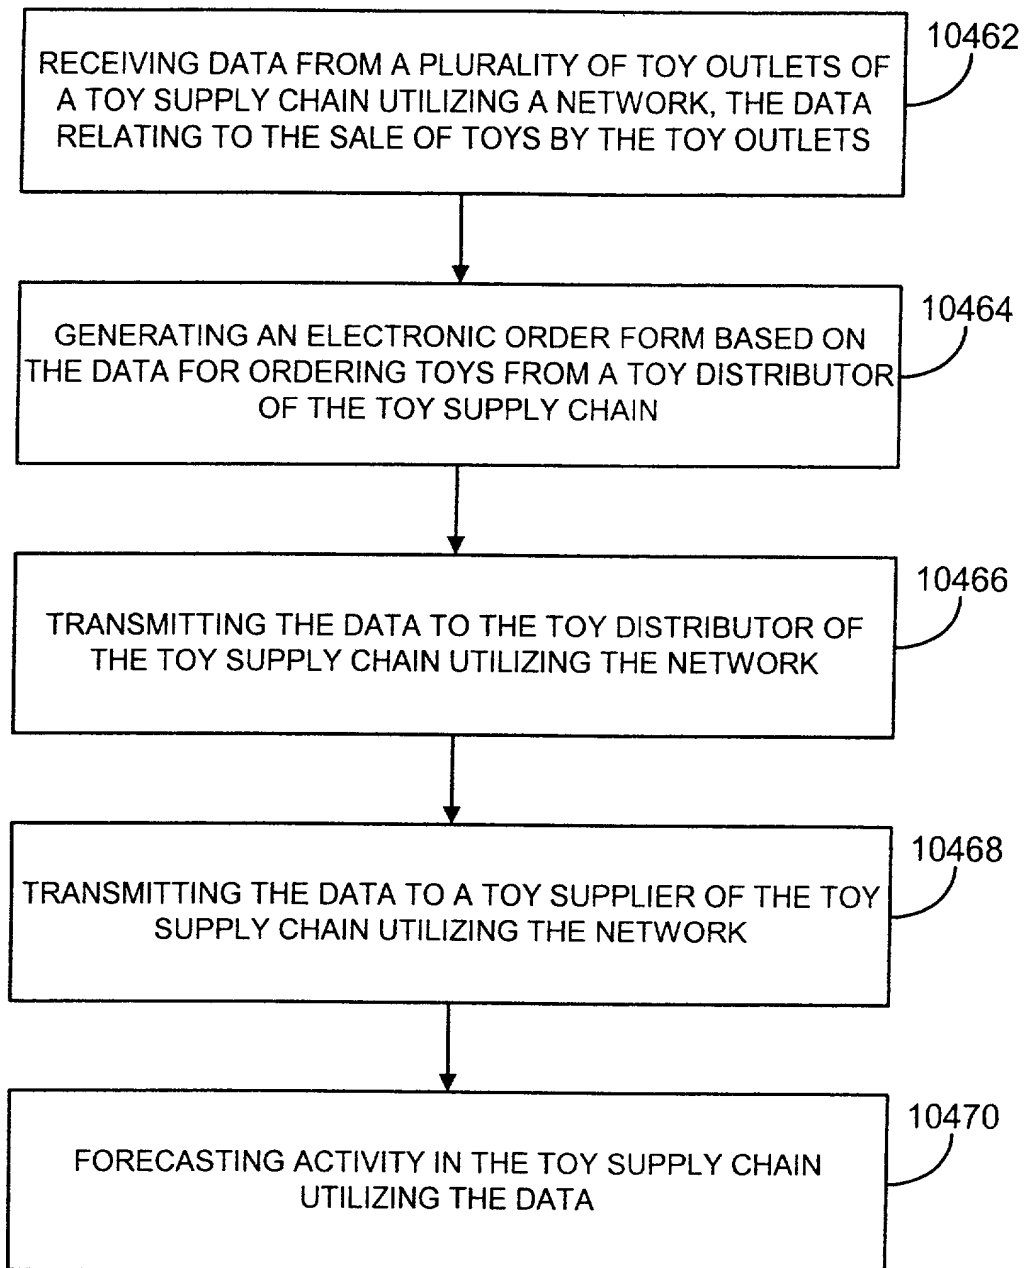 10462
RECEIVING DATA FROM A PLURALITY OF TOY OUTLETS OF
A TOY SUPPLY CHAIN UTILIZING A NETWORK, THE DATA
RELATING TO THE SALE OF TOYS BY THE TOY OUTLETS
10464
GENERATING AN ELECTRONIC ORDER FORM BASED ON
THE DATA FOR ORDERING TOYS FROM A TOY DISTRIBUTOR
OF THE TOY SUPPLY CHAIN
10466
TRANSMITTING THE DATA TO THE TOY DISTRIBUTOR OF
THE TOY SUPPLY CHAIN UTILIZING THE NETWORK
10468
TRANSMITTING THE DATA TO A TOY SUPPLIER OF THE TOY
SUPPLY CHAIN UTILIZING THE NETWORK
10470
FORECASTING ACTIVITY IN THE TOY SUPPLY CHAIN
UTILIZING THE DATA